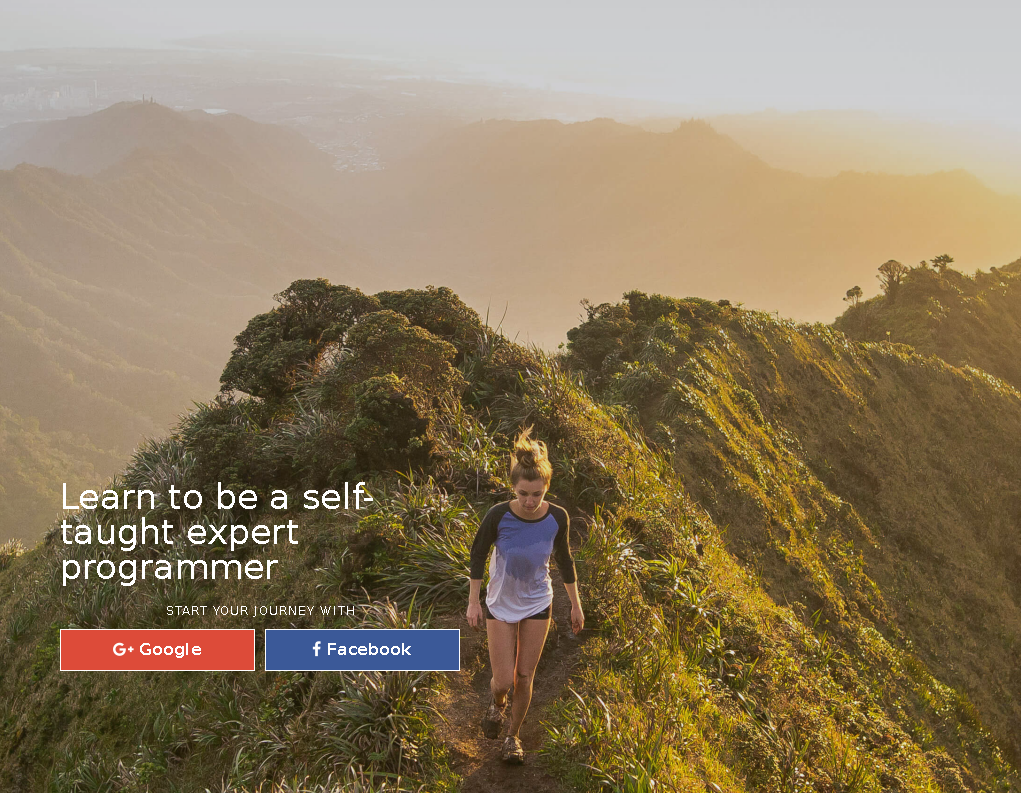 Learn to be a self-
taught expert
programmer
START YOUR JOURNEY WITH
G+ Google
f Facebook